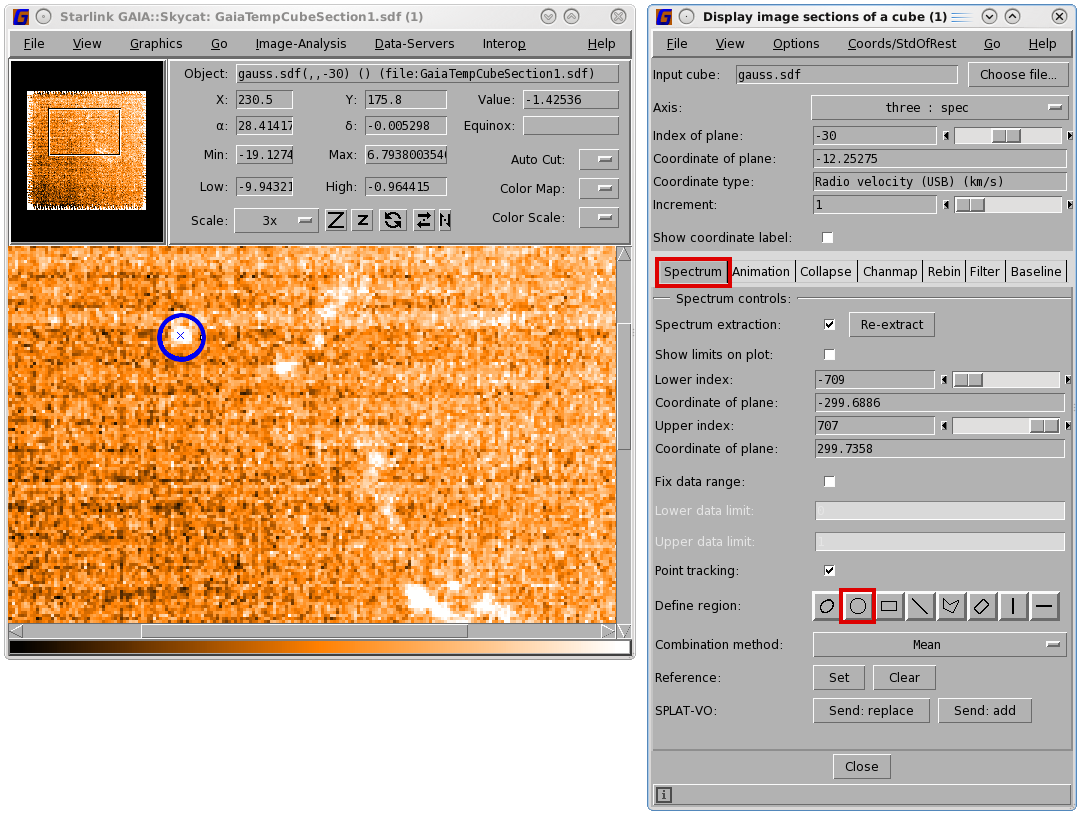 Starlink GAIA::Skycat: GaiaTempCubeSection1.sdf (1)
File View Graphics Go Image-Analysis Data-Servers Interop Help
Object: gauss.sdf(,,-30) () (file:GaiaTempCubeSection1.sdf)
X: 230.5 Y: 175.8 Value: -1.42536
α: 28.41417 δ: -0.005298 Equinox:
Min: -19.1274 Max: 6.7938003540 Auto Cut:
Low: -9.94321 High: -0.964415 Color Map:
Scale: 3x Z z N Color Scale:
Display image sections of a cube (1)
File View Options Coords/StdOfRest Go Help
Input cube: gauss.sdf Choose file...
Axis: three : spec
Index of plane: -30
Coordinate of plane: -12.25275
Coordinate type: Radio velocity (USB) (km/s)
Increment: 1
Show coordinate label:
Spectrum Animation Collapse Chanmap Rebin Filter Baseline
Spectrum controls:
Spectrum extraction: Re-extract
Show limits on plot:
Lower index: -709
Coordinate of plane: -299.6886
Upper index: 707
Coordinate of plane: 299.7358
Fix data range:
Lower data limit: 0
Upper data limit:
Point tracking:
Define region:
Combination method: Mean
Reference: Set Clear
SPLAT-VO: Send: replace Send: add
Close